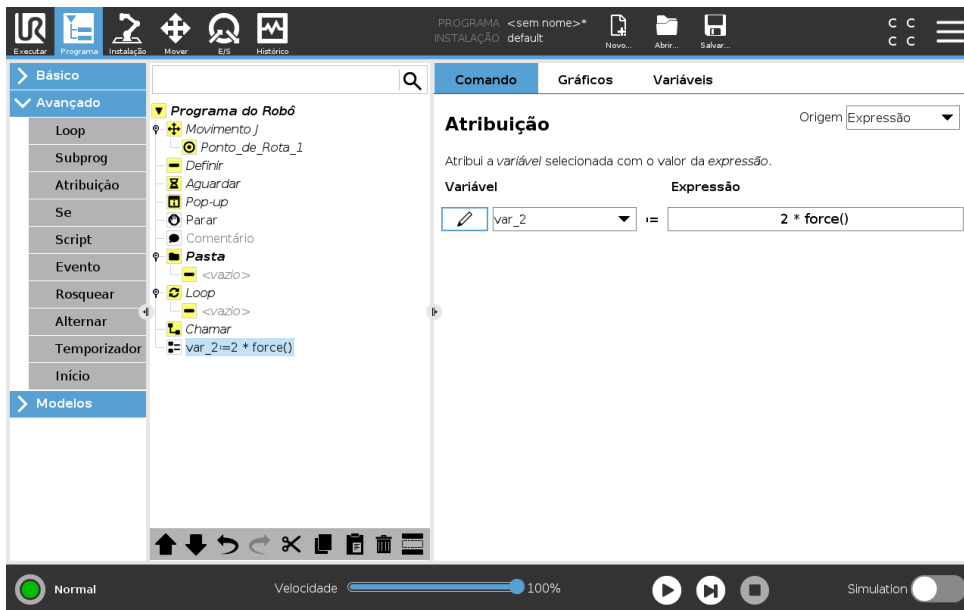 UR
Executar
Programa
Instalação
Mover
E/S
Histórico
PROGRAMA <sem nome>*
INSTALAÇÃO default
Novo...
Abrir...
Salvar...
C C
C C
Básico
Avançado
Loop
Subprog
Atribuição
Se
Script
Evento
Rosquear
Alternar
Temporizador
Início
Modelos
Programa do Robô
Movimento J
Ponto_de_Rota_1
Definir
Aguardar
Pop-up
Parar
Comentário
Pasta
<vazio>
Loop
<vazio>
Chamar
var_2:=2 * force()
Comando Gráficos Variáveis
Atribuição
Origem Expressão
Atribui a variável selecionada com o valor da expressão.
Variável Expressão
var_2 := 2 * force()
Normal
Velocidade 100%
Simulation